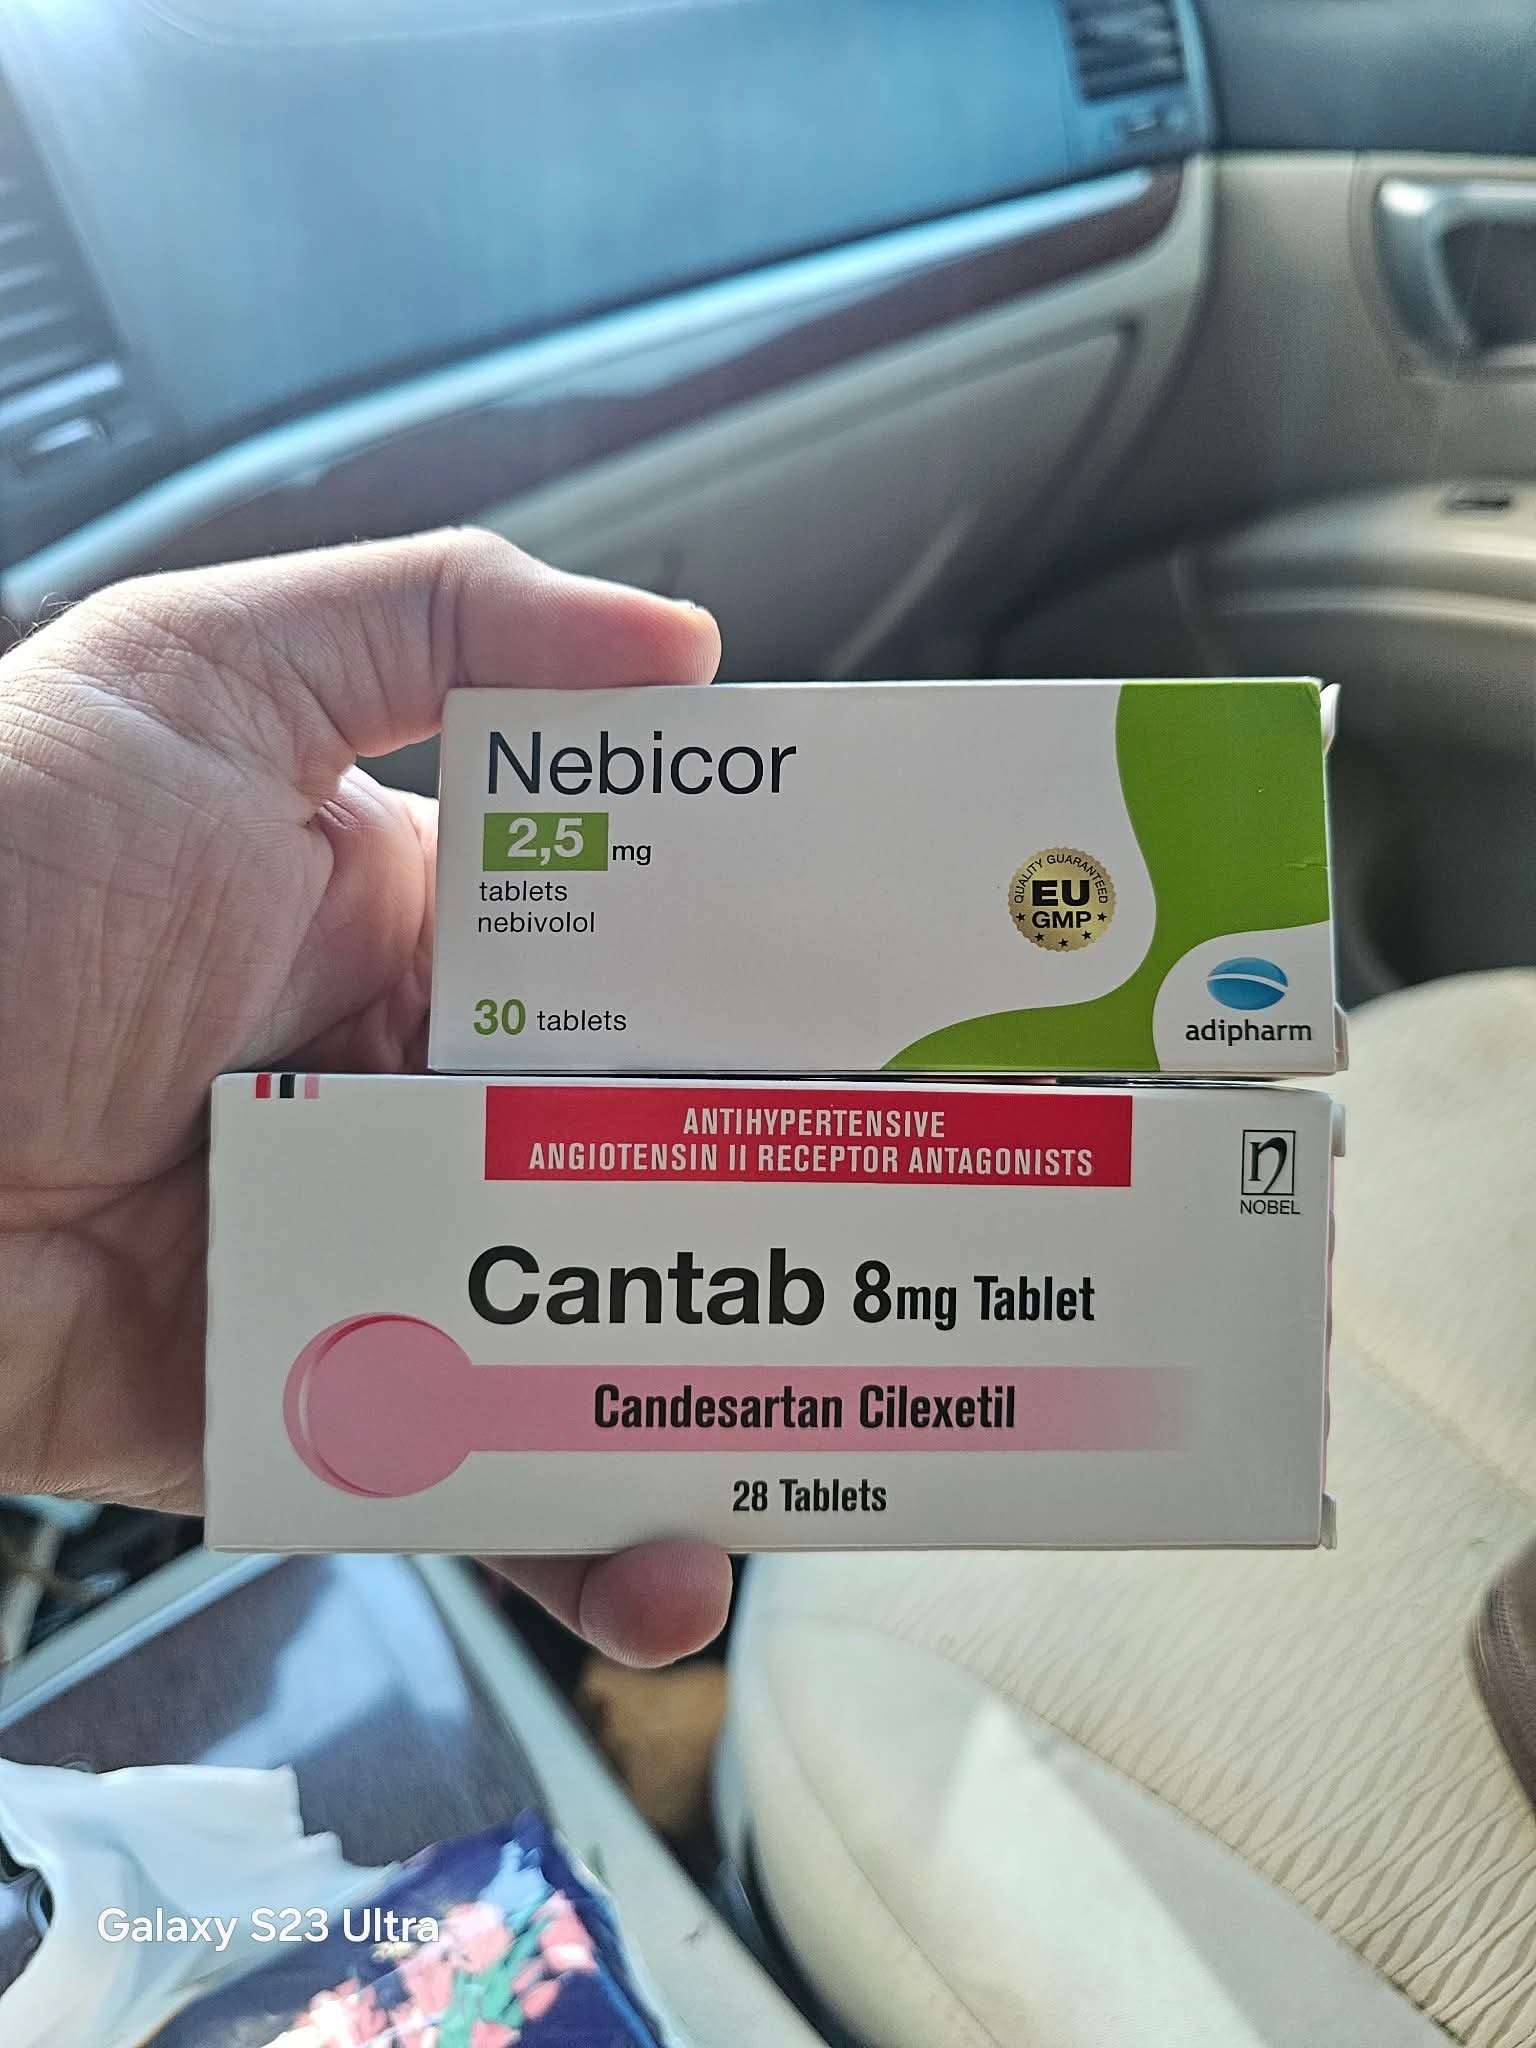 Nebicor
2,5 mg
tablets
nebivolol
30 tablets
QUALITY GUARANTEED
EU
GMP
adipharm
ANTIHYPERTENSIVE
ANGIOTENSIN II RECEPTOR ANTAGONISTS
n
NOBEL
Cantab 8mg Tablet
Candesartan Cilexetil
28 Tablets
Galaxy S23 Ultra